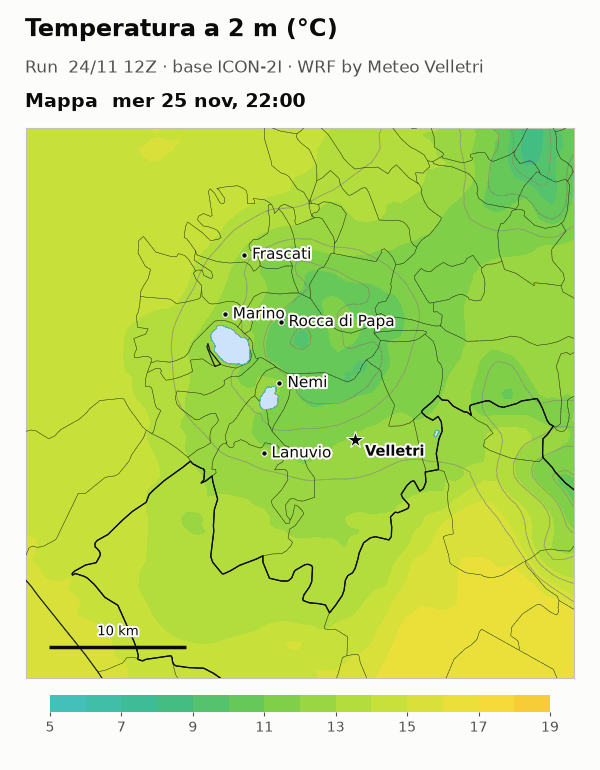 Temperatura a 2 m (°C)
Run  24/11 12Z · base ICON-2I · WRF by Meteo Velletri
Mappa  mer 25 nov, 22:00
Frascati
Marino
Rocca di Papa
Nemi
Velletri
Lanuvio
10 km
5 7 9 11 13 15 17 19